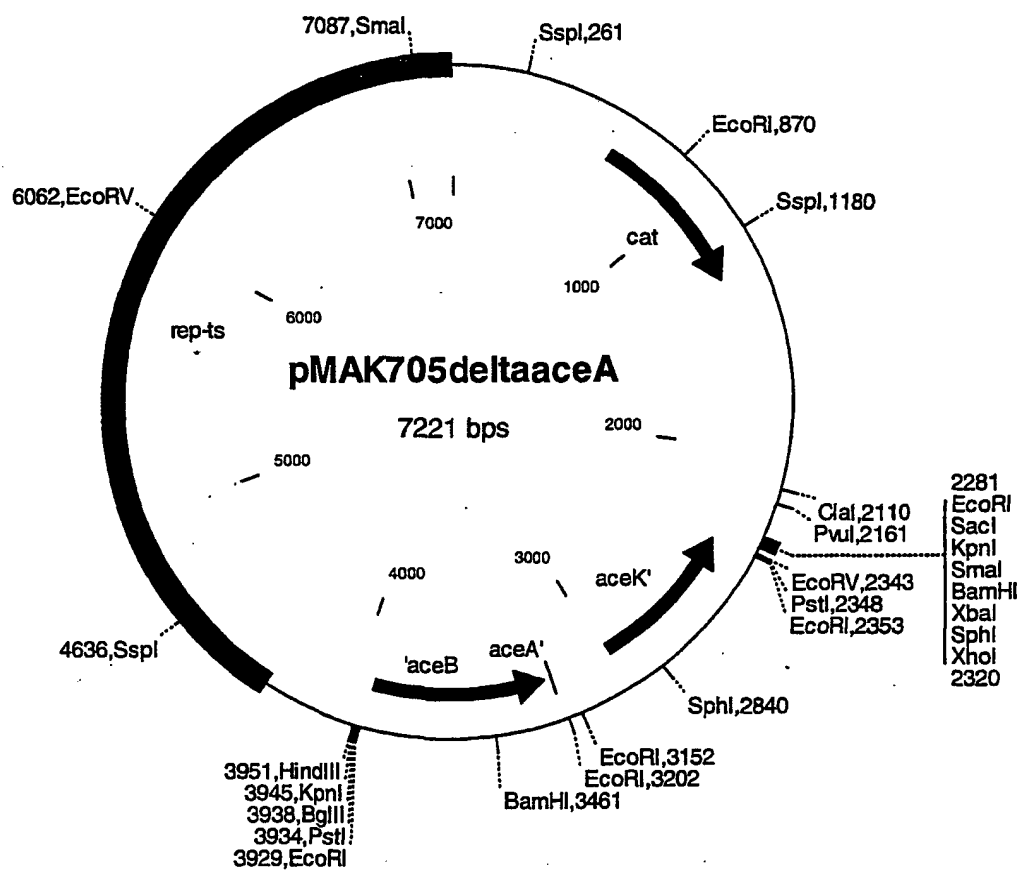 7087,SmaI
SspI,261
EcoRI,870
SspI,1180
6062,EcoRV
7000
cat
1000
rep-ts
6000
pMAK705deltaaceA
7221 bps
2000
5000
2281
EcoRI
SacI
KpnI
SmaI
BamHI
XbaI
SphI
XhoI
2320
ClaI,2110
PvuI,2161
EcoRV,2343
PstI,2348
EcoRI,2353
3000
aceK'
4000
4636,SspI
'aceB
aceA'
SphI,2840
EcoRI,3152
EcoRI,3202
BamHI,3461
3951,HindIII
3945,KpnI
3938,BglII
3934,PstI
3929,EcoRI